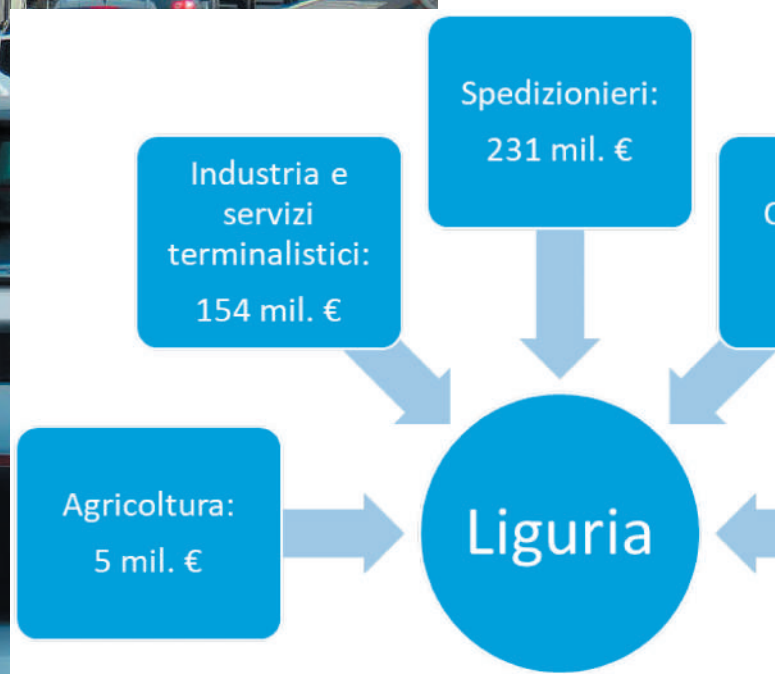 Spedizionieri:
231 mil. €
Industria e
servizi
terminalistici:
154 mil. €
Agricoltura:
5 mil. €
Liguria